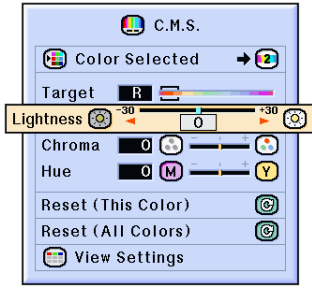 C.M.S.
Color Selected 2
Target R
Lightness -30 0 +30
Chroma 0 - +
Hue 0 M - + Y
Reset (This Color)
Reset (All Colors)
View Settings